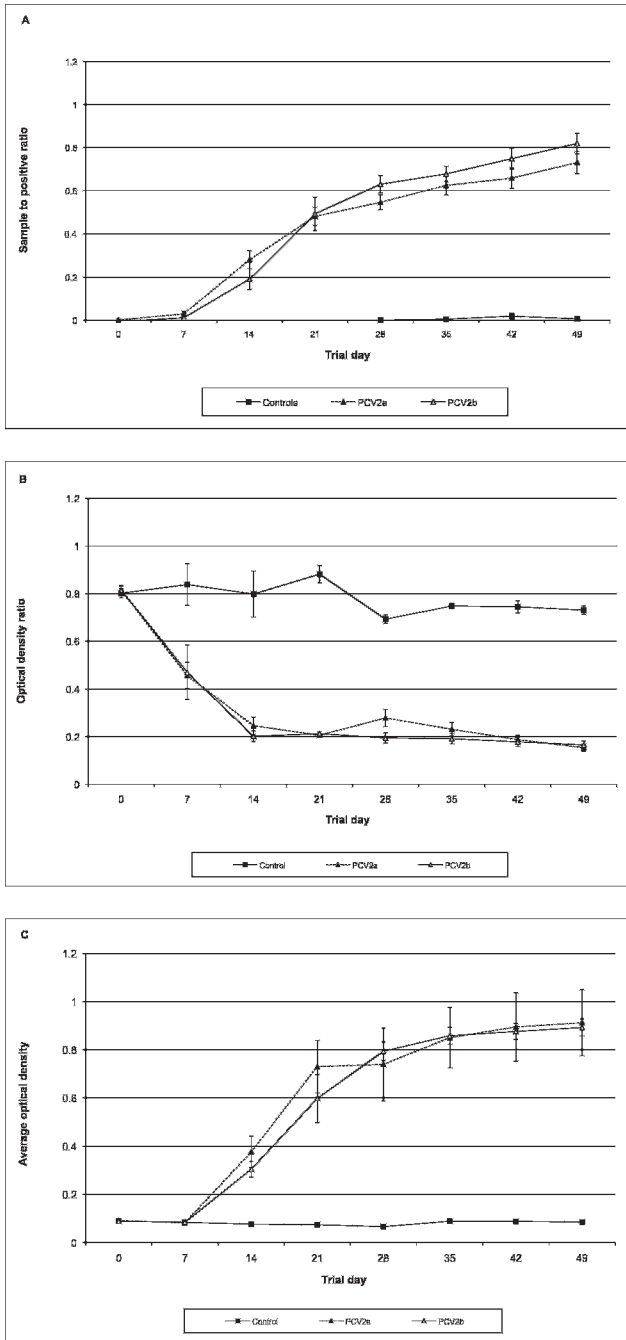 A
1.2
1
0.8
0.6
0.4
0.2
0
Sample to positive ratio
0 7 14 21 28 35 42 49
Trial day
Controls PCV2a PCV2b
B
1.2
1
0.8
0.6
0.4
0.2
0
Optical density ratio
0 7 14 21 28 35 42 49
Trial day
Control PCV2a PCV2b
C
1.2
1
0.8
0.6
0.4
0.2
0
Average optical density
0 7 14 21 28 35 42 49
Trial day
Control PCV2a PCV2b